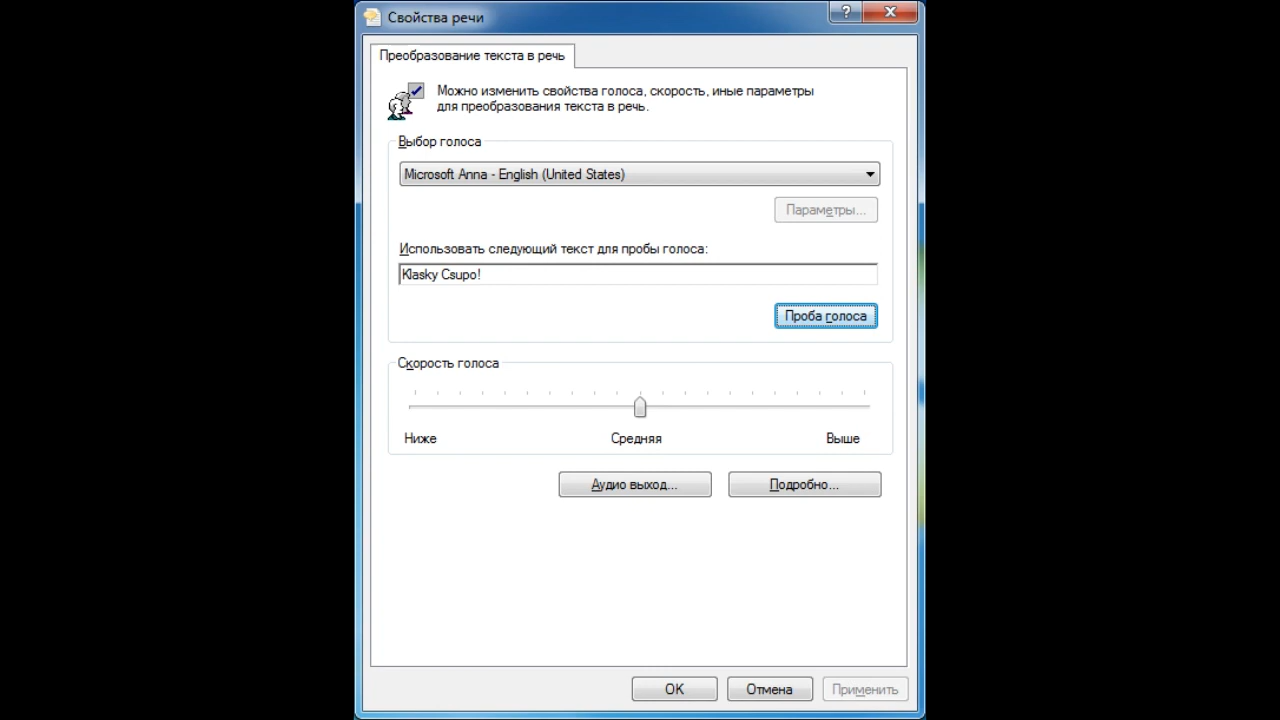 Свойства речи
?
Преобразование текста в речь
Можно изменить свойства голоса, скорость, иные параметры
для преобразования текста в речь.
Выбор голоса
Microsoft Anna - English (United States)
Параметры...
Использовать следующий текст для пробы голоса:
Klasky Csupo!
Проба голоса
Скорость голоса
Ниже
Средняя
Выше
Аудио выход...
Подробно...
OK
Отмена
Применить